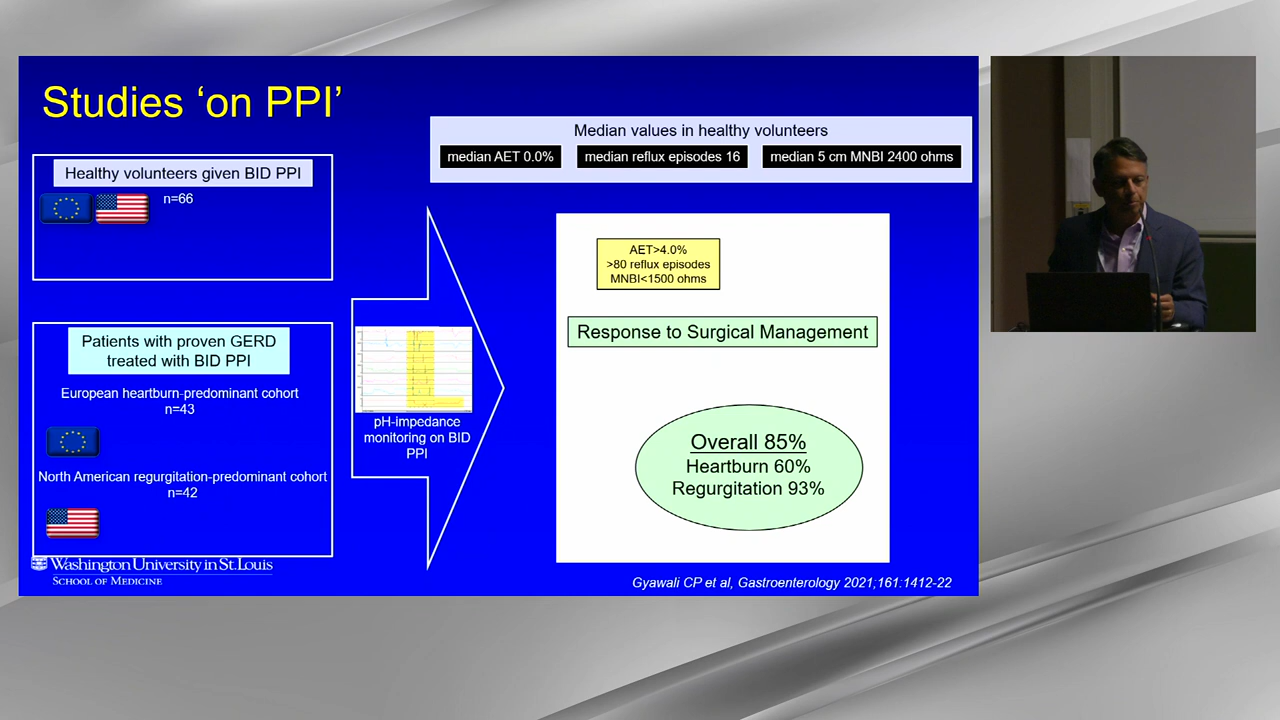 Studies ‘on PPI’
Healthy volunteers given BID PPI
n=66
Patients with proven GERD
treated with BID PPI
European heartburn-predominant cohort
n=43
North American regurgitation-predominant cohort
n=42
Washington University in St. Louis
SCHOOL OF MEDICINE
pH-impedance
monitoring on BID
PPI
Median values in healthy volunteers
median AET 0.0%
median reflux episodes 16
median 5 cm MNBI 2400 ohms
AET>4.0%
>80 reflux episodes
MNBI<1500 ohms
Response to Surgical Management
Overall 85%
Heartburn 60%
Regurgitation 93%
Gyawali CP et al, Gastroenterology 2021;161:1412-22